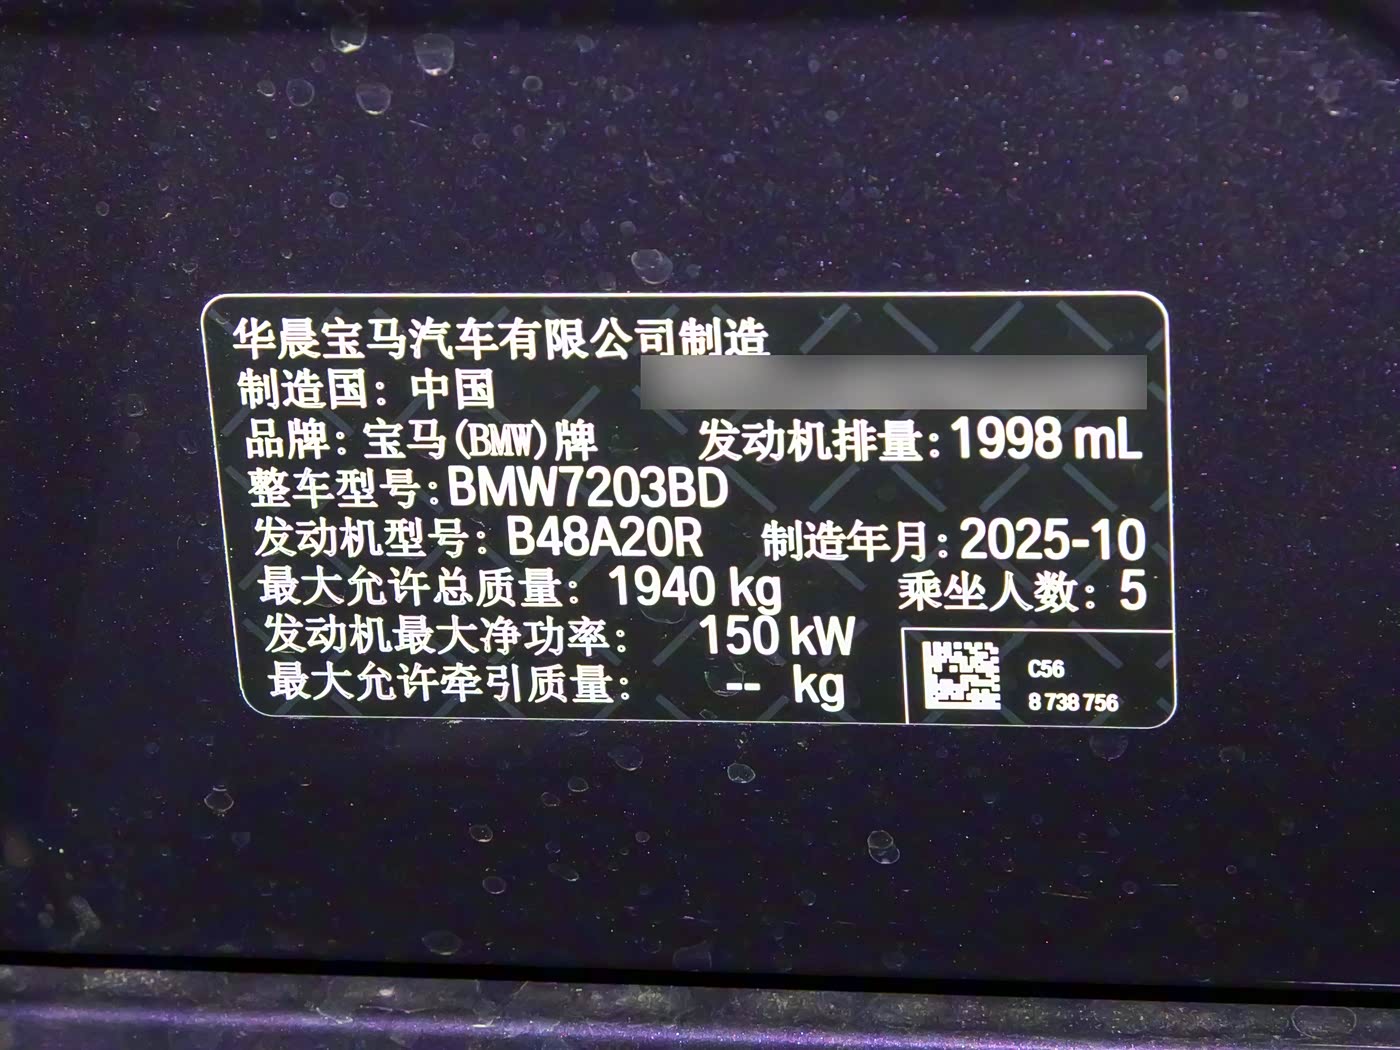 华晨宝马汽车有限公司制造
制造国：中国
品牌：宝马(BMW)牌 发动机排量：1998 mL
整车型号：BMW7203BD
发动机型号：B48A20R 制造年月：2025-10
最大允许总质量：1940 kg 乘坐人数：5
发动机最大净功率：150 kW
最大允许牵引质量：-- kg
C56
8 738 756